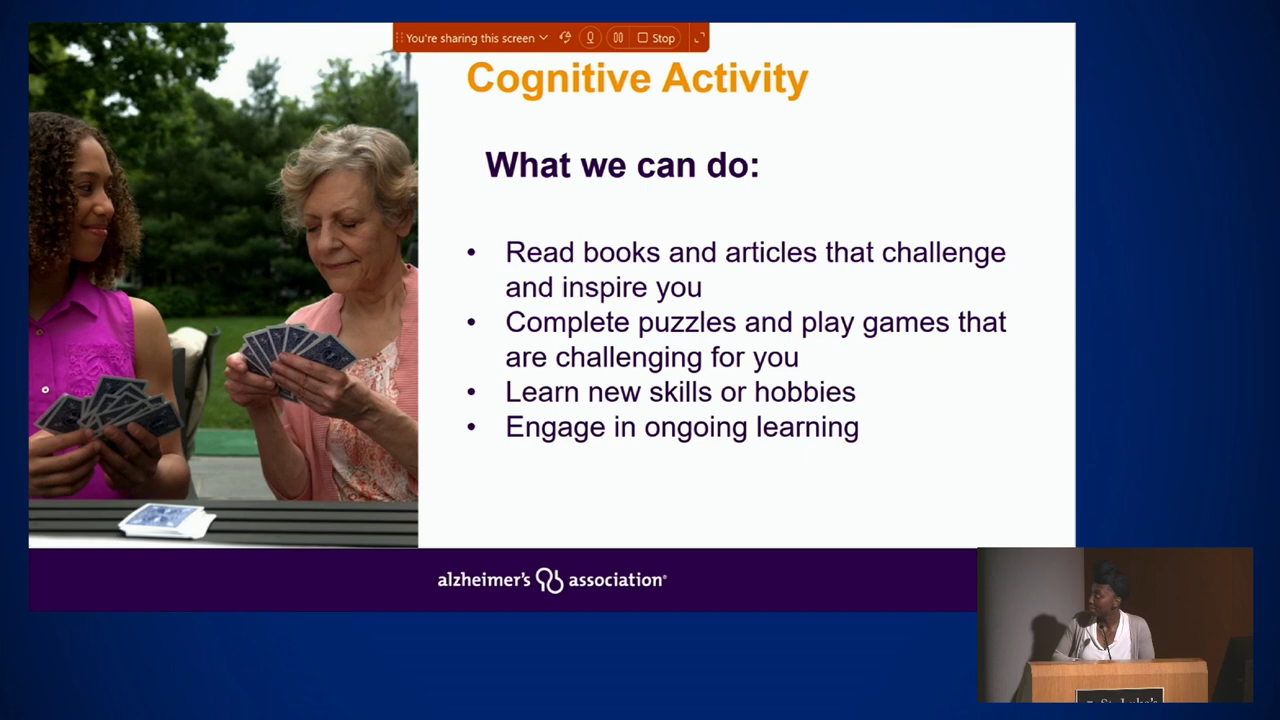 You're sharing this screen
Stop
Cognitive Activity
What we can do:
• Read books and articles that challenge
and inspire you
• Complete puzzles and play games that
are challenging for you
• Learn new skills or hobbies
• Engage in ongoing learning
alzheimer's association®
St. Luke's